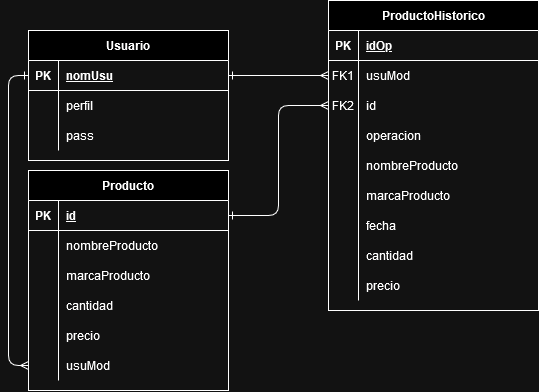 Usuario
PK nomUsu
perfil
pass
Producto
PK id
nombreProducto
marcaProducto
cantidad
precio
usuMod
ProductoHistorico
PK idOp
FK1 usuMod
FK2 id
operacion
nombreProducto
marcaProducto
fecha
cantidad
precio